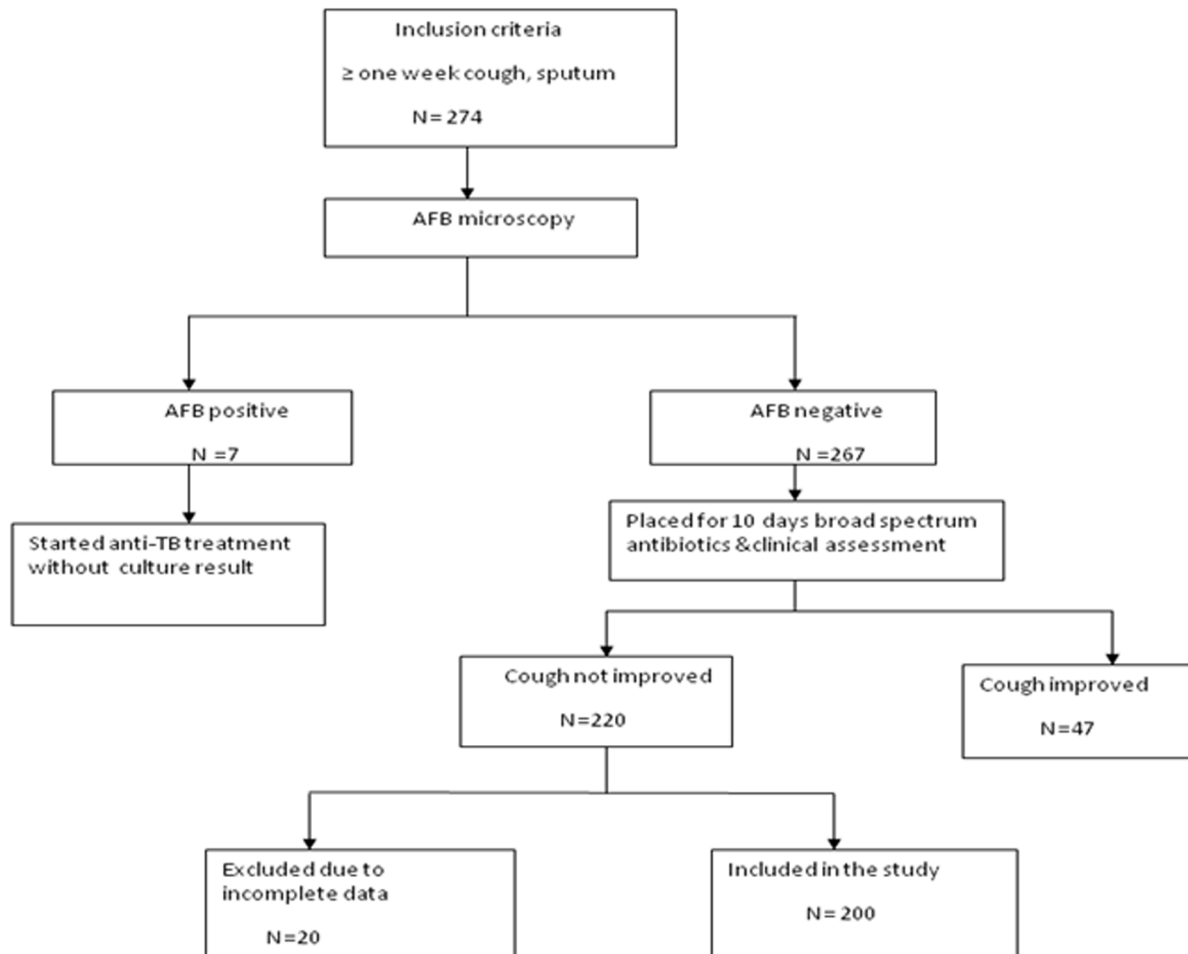 Inclusion criteria
≥ one week cough, sputum
N= 274
AFB microscopy
AFB positive
N =7
AFB negative
N =267
Started anti-TB treatment
without culture result
Placed for 10 days broad spectrum
antibiotics &clinical assessment
Cough not improved
N=220
Cough improved
N=47
Excluded due to
incomplete data
N=20
Included in the study
N= 200